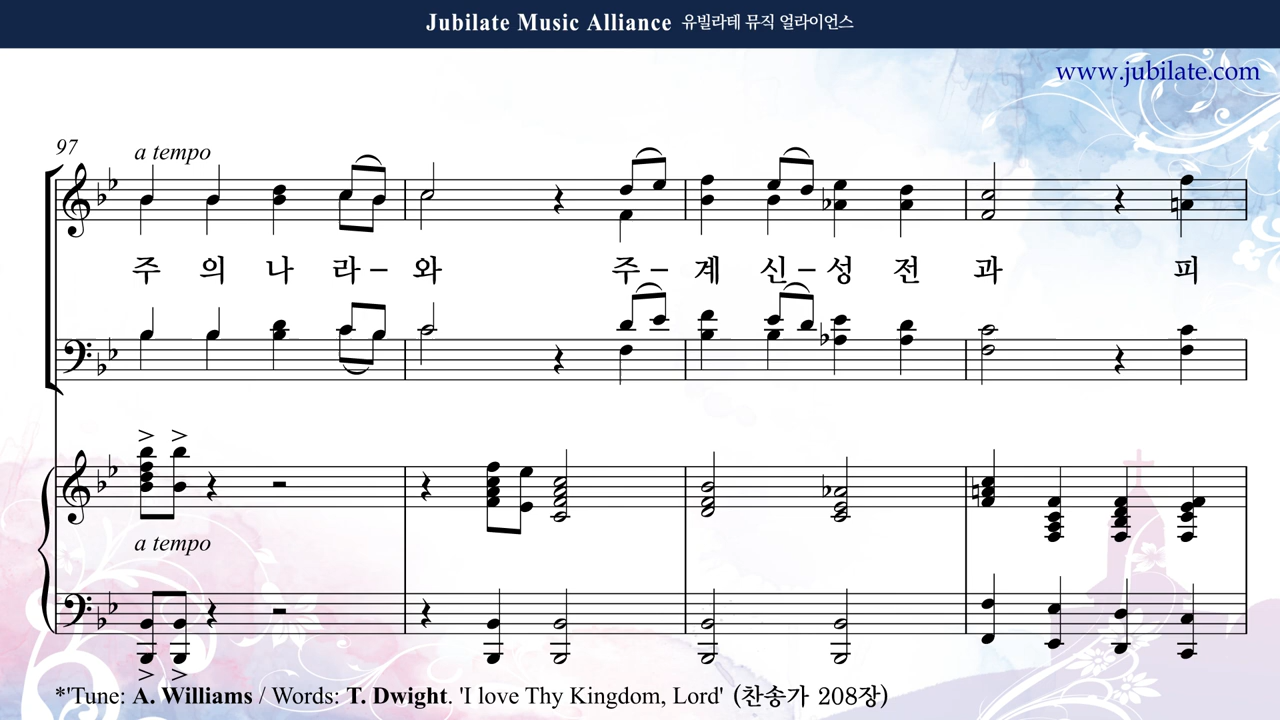 Jubilate Music Alliance 유빌라테 뮤직 얼라이언스
www.jubilate.com
97
a tempo
주 의 나 라 – 와 주 – 계 신 – 성 전 과 피
a tempo
*'Tune: A. Williams / Words: T. Dwight. 'I love Thy Kingdom, Lord' (찬송가 208장)